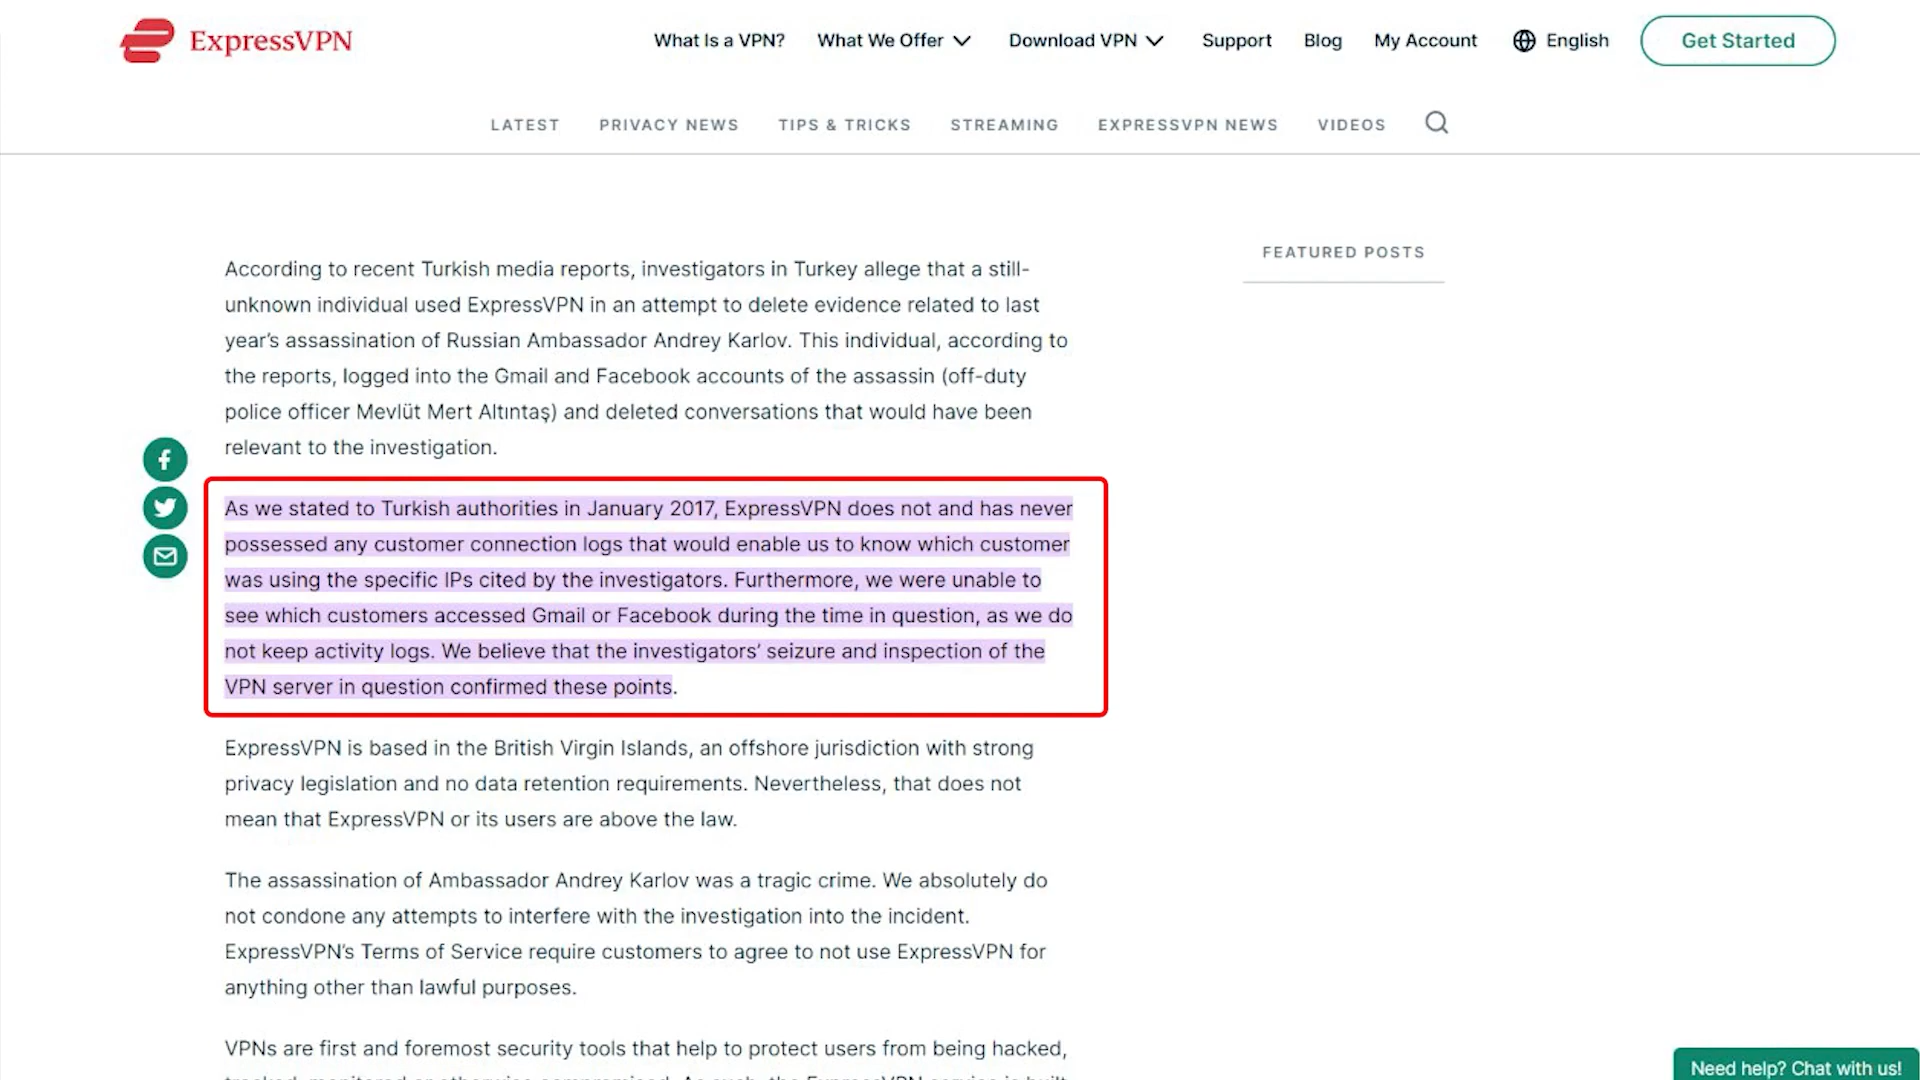 ExpressVPN
What Is a VPN?
What We Offer
Download VPN
Support
Blog
My Account
English
Get Started
LATEST
PRIVACY NEWS
TIPS & TRICKS
STREAMING
EXPRESSVPN NEWS
VIDEOS
According to recent Turkish media reports, investigators in Turkey allege that a still-
unknown individual used ExpressVPN in an attempt to delete evidence related to last
year’s assassination of Russian Ambassador Andrey Karlov. This individual, according to
the reports, logged into the Gmail and Facebook accounts of the assassin (off-duty
police officer Mevlüt Mert Altıntaş) and deleted conversations that would have been
relevant to the investigation.
As we stated to Turkish authorities in January 2017, ExpressVPN does not and has never
possessed any customer connection logs that would enable us to know which customer
was using the specific IPs cited by the investigators. Furthermore, we were unable to
see which customers accessed Gmail or Facebook during the time in question, as we do
not keep activity logs. We believe that the investigators’ seizure and inspection of the
VPN server in question confirmed these points.
ExpressVPN is based in the British Virgin Islands, an offshore jurisdiction with strong
privacy legislation and no data retention requirements. Nevertheless, that does not
mean that ExpressVPN or its users are above the law.
The assassination of Ambassador Andrey Karlov was a tragic crime. We absolutely do
not condone any attempts to interfere with the investigation into the incident.
ExpressVPN’s Terms of Service require customers to agree to not use ExpressVPN for
anything other than lawful purposes.
VPNs are first and foremost security tools that help to protect users from being hacked,
FEATURED POSTS
Need help? Chat with us!